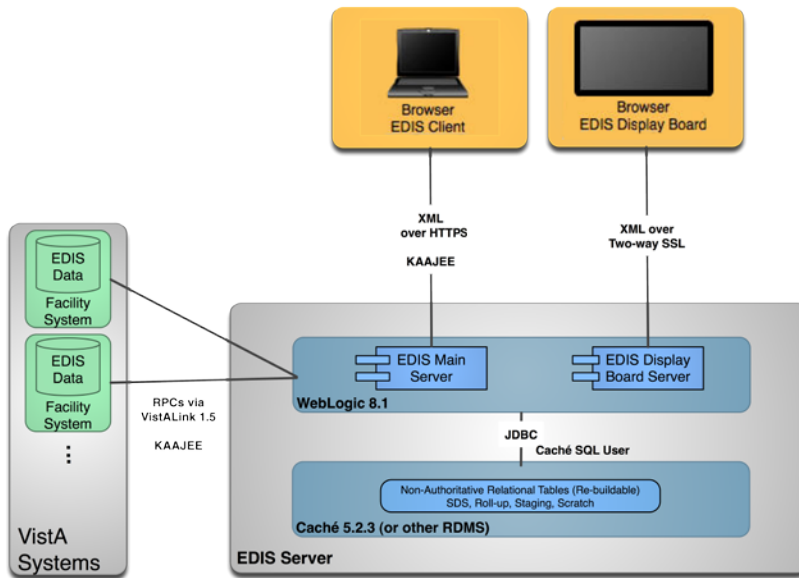 Browser
EDIS Client
Browser
EDIS Display Board
XML
over HTTPS
KAAJEE
XML over
Two-way SSL
EDIS
Data
Facility
System
EDIS
Data
Facility
System
⋮
VistA
Systems
RPCs via
VistALink 1.5
KAAJEE
EDIS Main
Server
EDIS Display
Board Server
WebLogic 8.1
JDBC
Caché SQL User
Non-Authoritative Relational Tables (Re-buildable)
SDS, Roll-up, Staging, Scratch
Caché 5.2.3 (or other RDMS)
EDIS Server